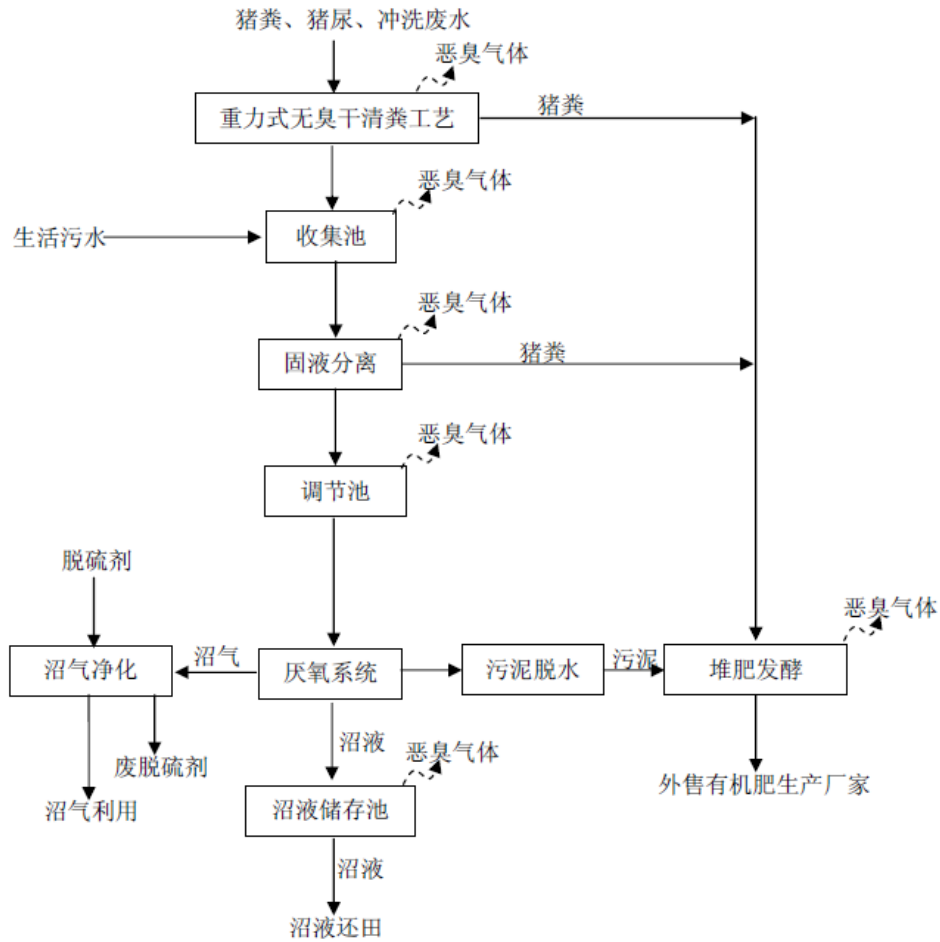 猪粪、猪尿、冲洗废水
恶臭气体
重力式无臭干清粪工艺
猪粪
恶臭气体
生活污水
收集池
恶臭气体
固液分离
猪粪
恶臭气体
调节池
脱硫剂
恶臭气体
沼气净化
沼气
厌氧系统
污泥脱水
污泥
堆肥发酵
沼液
恶臭气体
废脱硫剂
外售有机肥生产厂家
沼气利用
沼液储存池
沼液
沼液还田